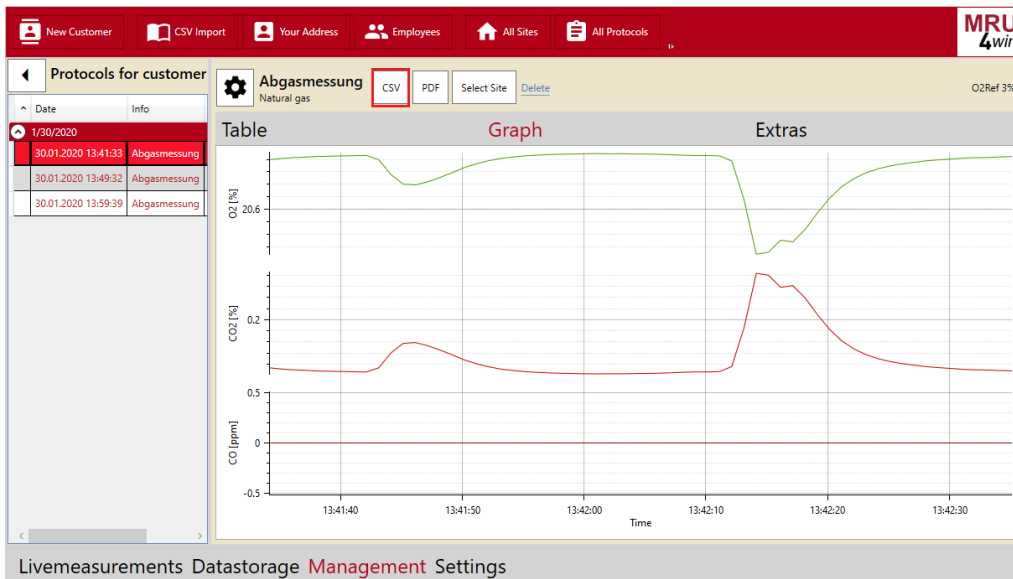 New Customer
CSV Import
Your Address
Employees
All Sites
All Protocols
MRU
4win
Protocols for customer
Date
Info
1/30/2020
30.01.2020 13:41:33 Abgasmessung
30.01.2020 13:49:32 Abgasmessung
30.01.2020 13:59:39 Abgasmessung
Abgasmessung
Natural gas
CSV
PDF
Select Site
Delete
O2Ref 3%
Table
Graph
Extras
O2 [%]
20.6
CO2 [%]
0.2
CO [ppm]
0.5
0
-0.5
13:41:40
13:41:50
13:42:00
13:42:10
13:42:20
13:42:30
Time
Livemeasurements Datastorage Management Settings